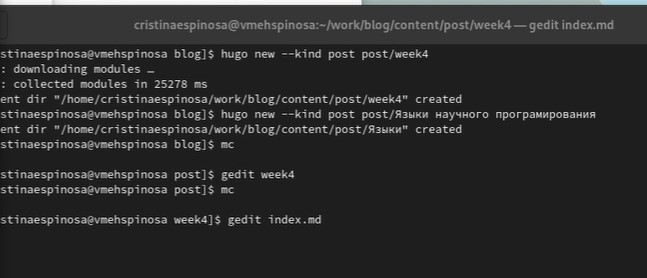 cristinaespinosa@vmehspinosa:~/work/blog/content/post/week4 — gedit index.md
stinaespinosa@vmehspinosa blog]$ hugo new --kind post post/week4
: downloading modules …
: collected modules in 25278 ms
ent dir "/home/cristinaespinosa/work/blog/content/post/week4" created
stinaespinosa@vmehspinosa blog]$ hugo new --kind post post/Языки научного програмирования
ent dir "/home/cristinaespinosa/work/blog/content/post/Языки" created
stinaespinosa@vmehspinosa blog]$ mc
stinaespinosa@vmehspinosa post]$ gedit week4
stinaespinosa@vmehspinosa post]$ mc
stinaespinosa@vmehspinosa week4]$ gedit index.md